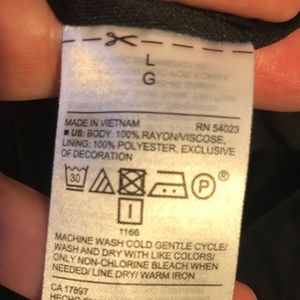 L
G
MADE IN VIETNAM RN 54023
■ US: BODY: 100% RAYON/VISCOSE,
LINING: 100% POLYESTER, EXCLUSIVE
OF DECORATION
30 P ®
I
1166
MACHINE WASH COLD GENTLE CYCLE/
WASH AND DRY WITH LIKE COLORS/
ONLY NON-CHLORINE BLEACH WHEN
NEEDED/ LINE DRY/ WARM IRON
CA 17897
HECHO